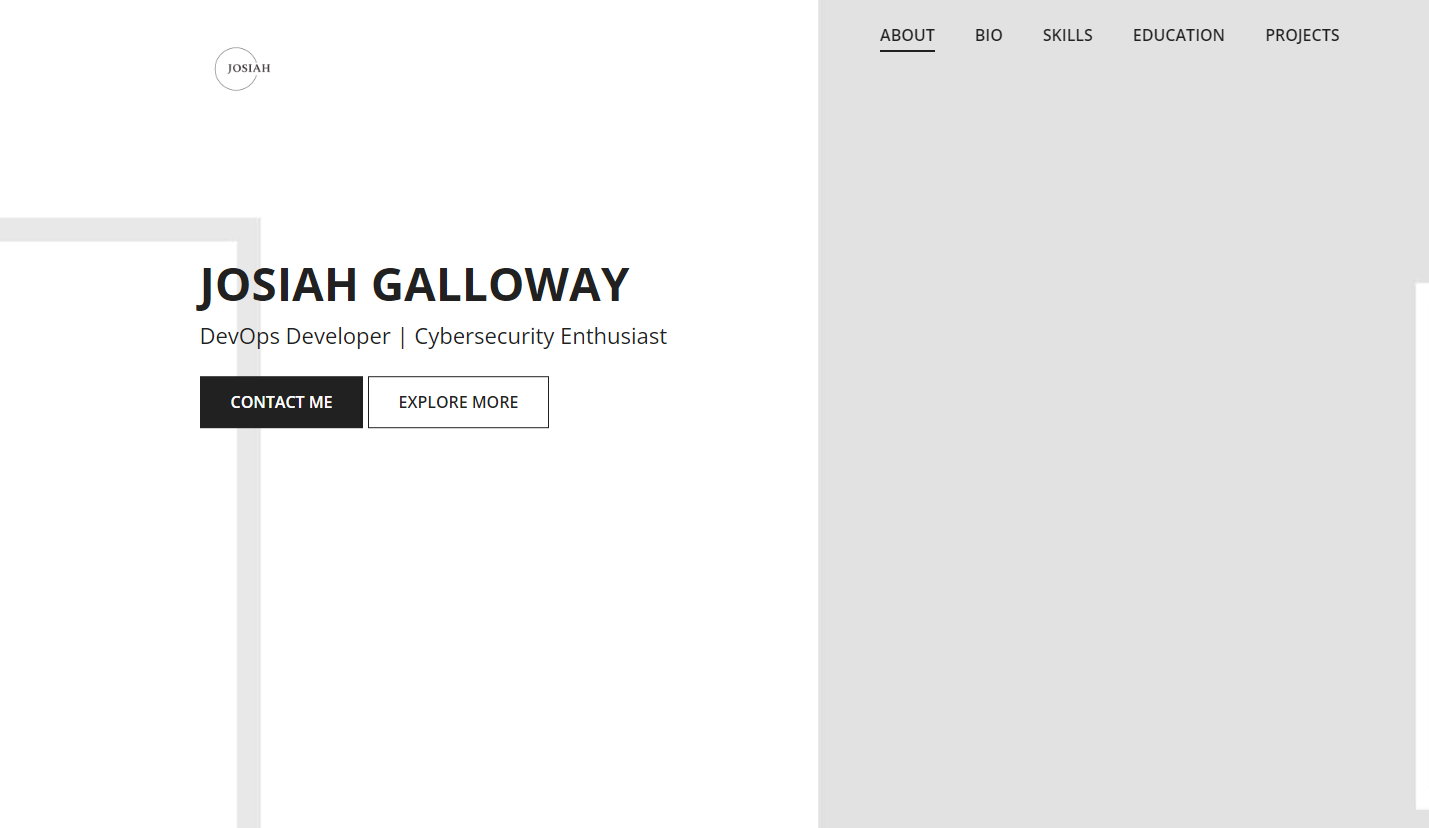 JOSIAH
ABOUT BIO SKILLS EDUCATION PROJECTS
JOSIAH GALLOWAY
DevOps Developer | Cybersecurity Enthusiast
CONTACT ME EXPLORE MORE